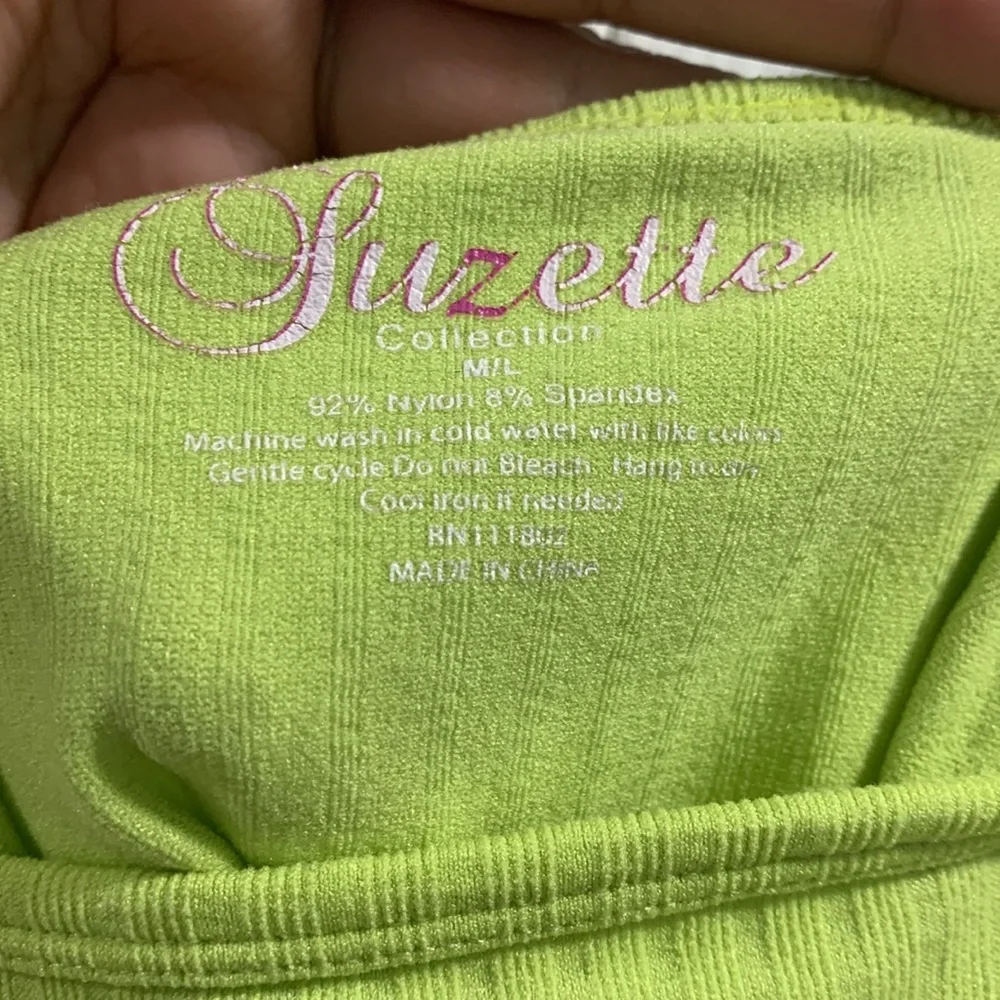 Suzette
Collection
M/L
92% Nylon 8% Spandex
Machine wash in cold water with like colors
Gentle cycle Do not Bleach Hang to dry
Cool iron if needed
RN111802
MADE IN CHINA